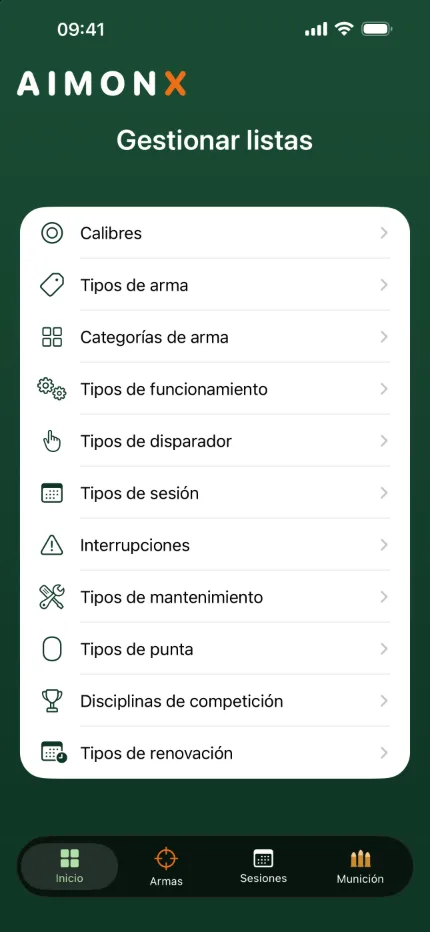 09:41
AIMONX
Gestionar listas
Calibres
Tipos de arma
Categorías de arma
Tipos de funcionamiento
Tipos de disparador
Tipos de sesión
Interrupciones
Tipos de mantenimiento
Tipos de punta
Disciplinas de competición
Tipos de renovación
Inicio
Armas
Sesiones
Munición